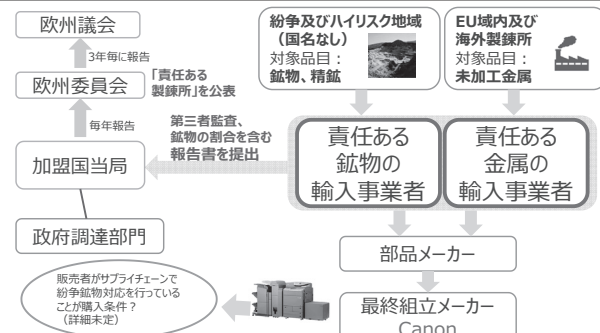 欧州議会
3年毎に報告
欧州委員会
「責任ある
製錬所」を公表
毎年報告
第三者監査、
鉱物の割合を含む
報告書を提出
加盟国当局
政府調達部門
販売者がサプライチェーンで
紛争鉱物対応を行っている
ことが購入条件？
（詳細未定）
紛争及びハイリスク地域
（国名なし）
対象品目：
鉱物、精鉱
EU域内及び
海外製錬所
対象品目：
未加工金属
責任ある
鉱物の
輸入事業者
責任ある
金属の
輸入事業者
部品メーカー
最終組立メーカー
Canon